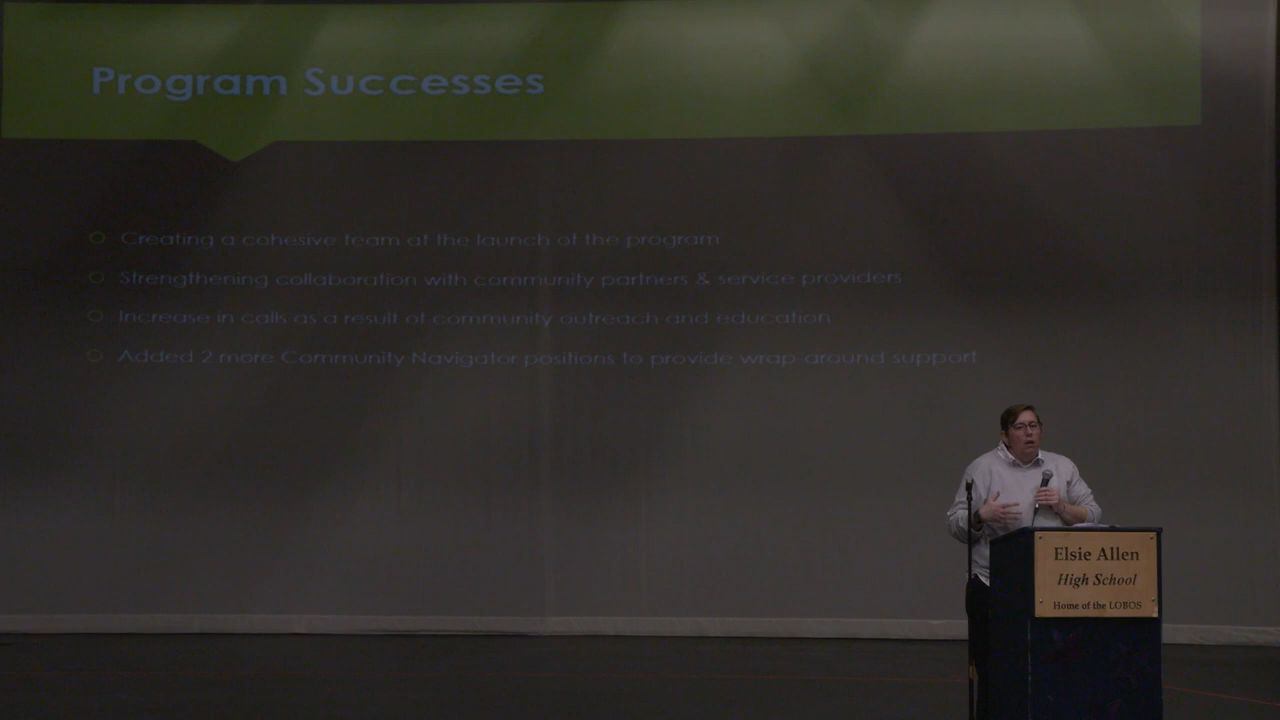 Program Successes
Creating a cohesive team at the launch of the program
Strengthening collaboration with community partners & service providers
Increase in calls as a result of community outreach and education
Added 2 more Community Navigator positions to provide wrap around support
Elsie Allen
High School
Home of the LOBOS